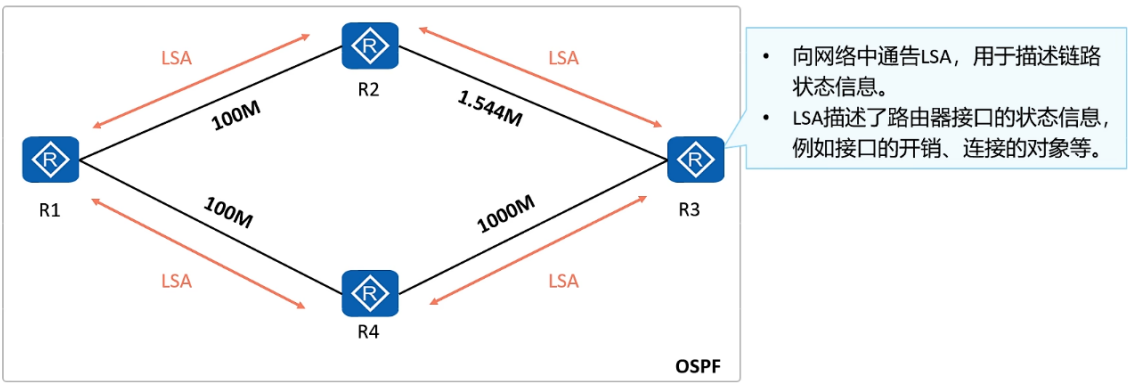 LSA
LSA
R
R2
100M
1.544M
R
R1
R
R3
100M
1000M
LSA
LSA
R
R4
OSPF
• 向网络中通告LSA，用于描述链路
状态信息。
• LSA描述了路由器接口的状态信息，
例如接口的开销、连接的对象等。